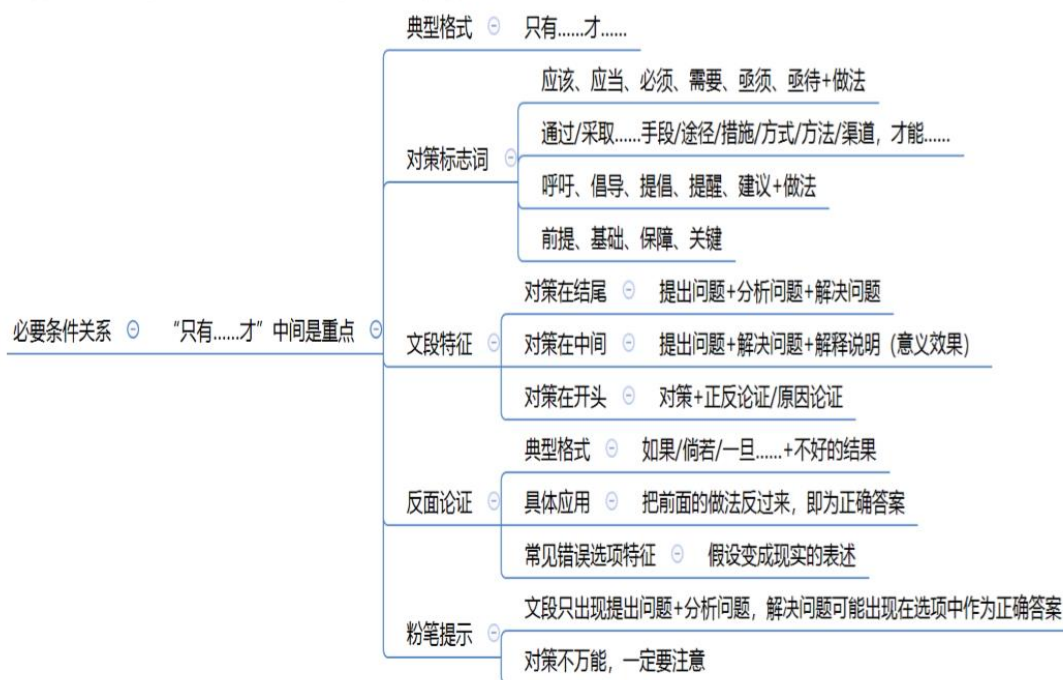 典型格式
只有......才......
应该、应当、必须、需要、亟须、亟待+做法
通过/采取......手段/途径/措施/方式/方法/渠道，才能......
对策标志词
呼吁、倡导、提倡、提醒、建议+做法
前提、基础、保障、关键
必要条件关系
“只有......才”中间是重点
文段特征
对策在结尾
提出问题+分析问题+解决问题
对策在中间
提出问题+解决问题+解释说明（意义效果）
对策在开头
对策+正反论证/原因论证
反面论证
典型格式
如果/倘若/一旦......+不好的结果
具体应用
把前面的做法反过来，即为正确答案
常见错误选项特征
假设变成现实的表述
粉笔提示
文段只出现提出问题+分析问题，解决问题可能出现在选项中作为正确答案
对策不万能，一定要注意